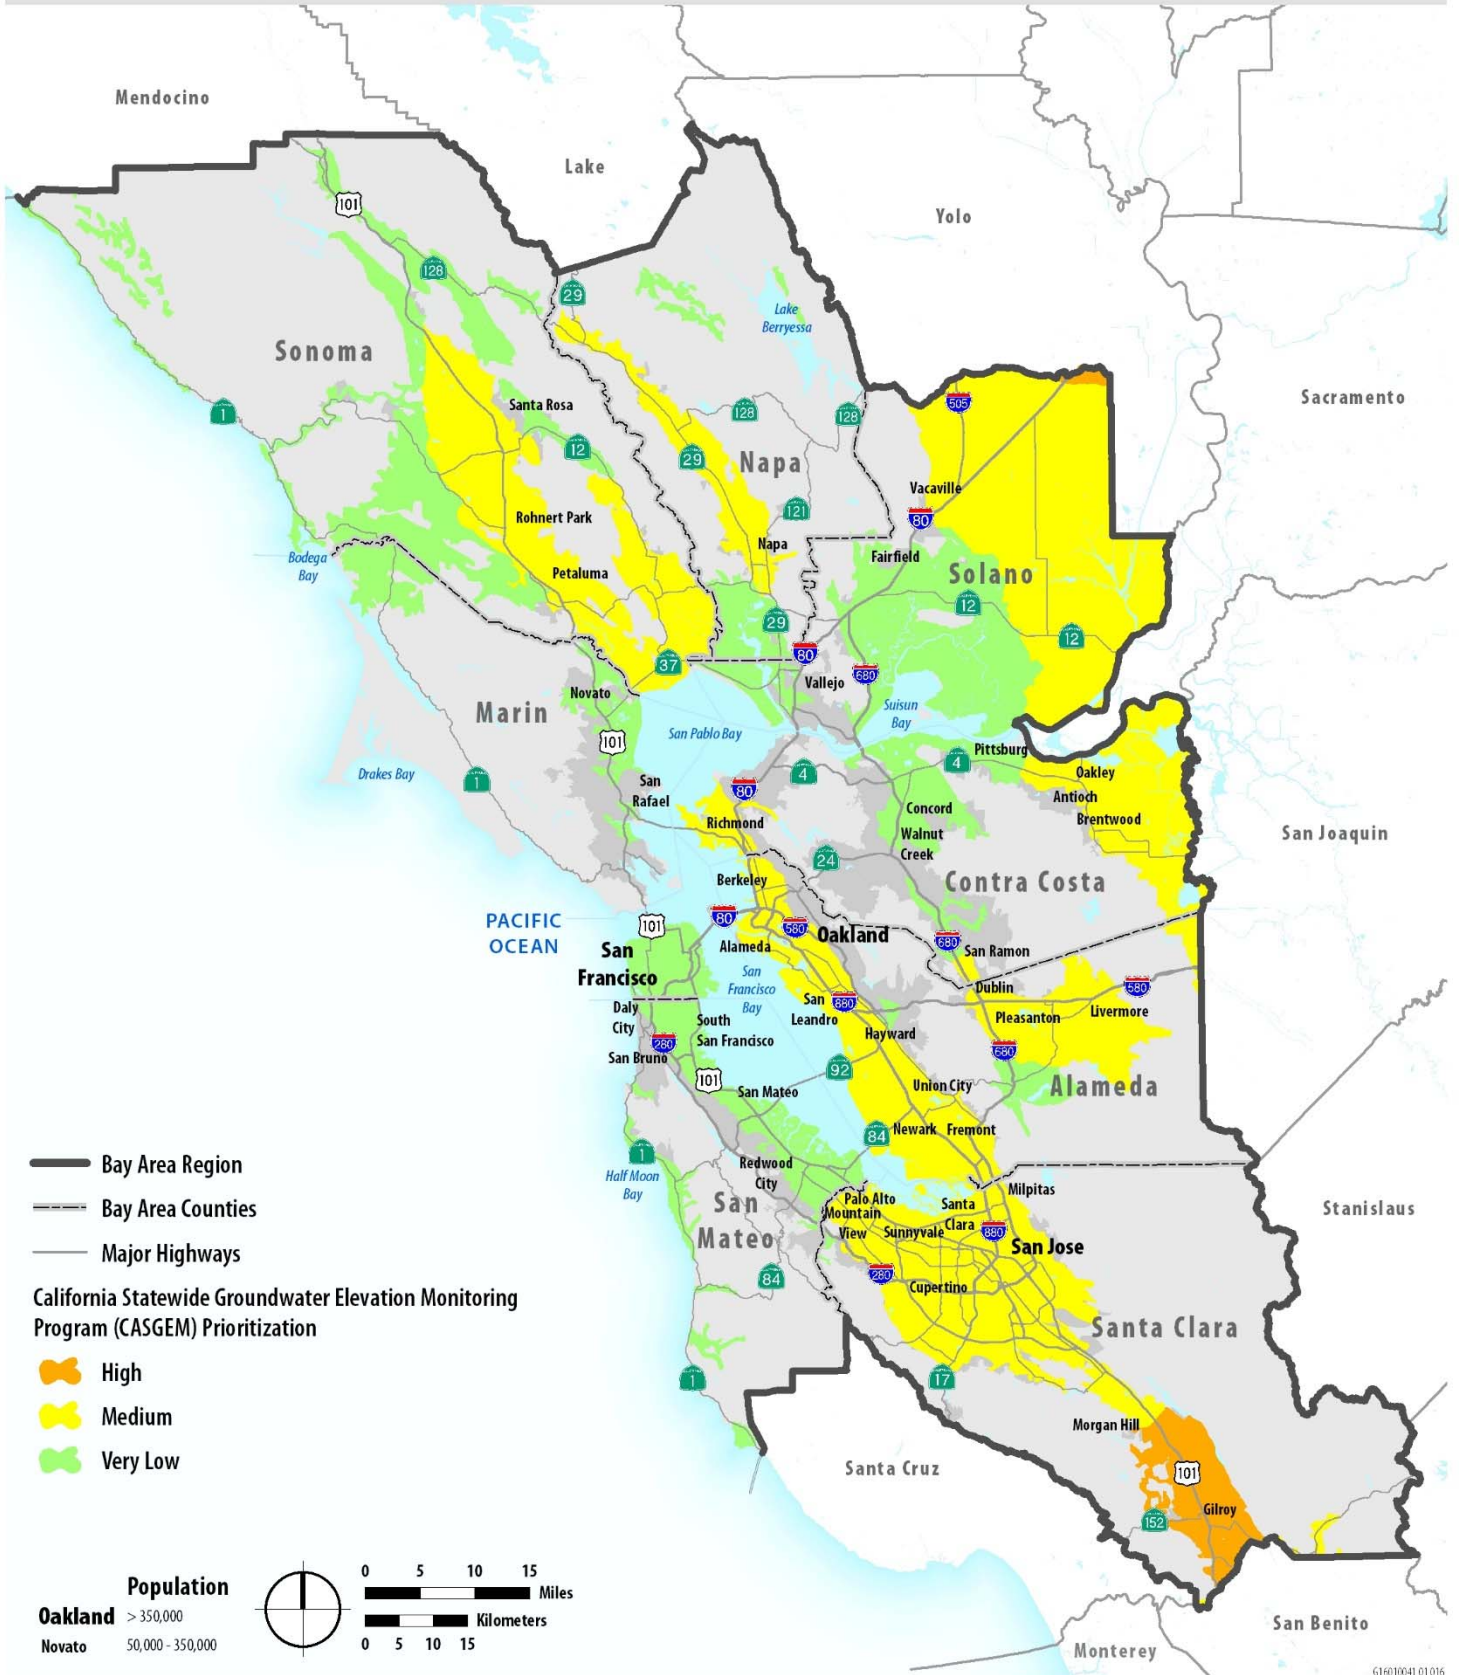 Mendocino
Lake
Yolo
101
128
29
Lake
Berryessa
Sonoma
Sacramento
505
1
Santa Rosa
128
128
12
29
Napa
Vacaville
121
80
Rohnert Park
Napa
Fairfield
Bodega
Bay
Petaluma
Solano
12
29
12
80
37
680
Vallejo
Novato
Suisun
Bay
Marin
San Pablo Bay
101
Pittsburg
4
4
Drakes Bay
1
San
Rafael
80
Oakley
Antioch
Concord
Brentwood
Richmond
Walnut
Creek
San Joaquin
24
Berkeley
Contra Costa
PACIFIC
OCEAN
101
80
580
Oakland
680
San
Francisco
Alameda
San Ramon
San
Francisco
Bay
Dublin
580
Daly
City
San
Leandro
880
South
San Francisco
Pleasanton
Livermore
Hayward
280
San Bruno
680
92
101
San Mateo
Union City
Alameda
84
Newark
Fremont
1
Half Moon
Bay
Redwood
City
Milpitas
San
Mateo
Palo Alto
Mountain
View
Santa
Clara
Sunnyvale
880
San Jose
Stanislaus
280
84
Cupertino
Santa Clara
1
17
Morgan Hill
Santa Cruz
101
Gilroy
152
San Benito
Monterey
Bay Area Region
Bay Area Counties
Major Highways
California Statewide Groundwater Elevation Monitoring
Program (CASGEM) Prioritization
High
Medium
Very Low
Population
Oakland > 350,000
Novato 50,000 - 350,000
0 5 10 15
Miles
Kilometers
0 5 10 15
G16010041 01 016